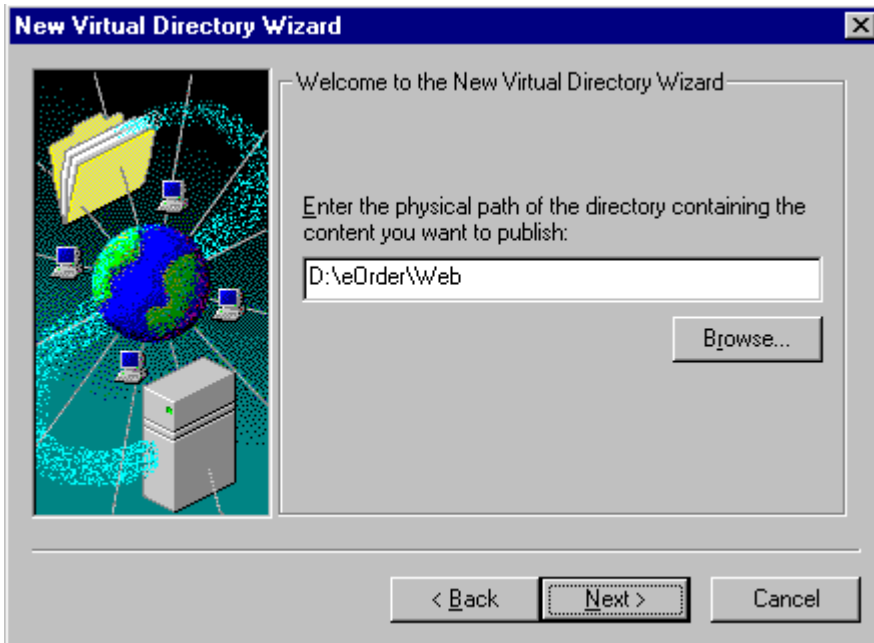 New Virtual Directory Wizard
Welcome to the New Virtual Directory Wizard
Enter the physical path of the directory containing the
content you want to publish:
D:\eOrder\Web
Browse...
< Back
Next >
Cancel